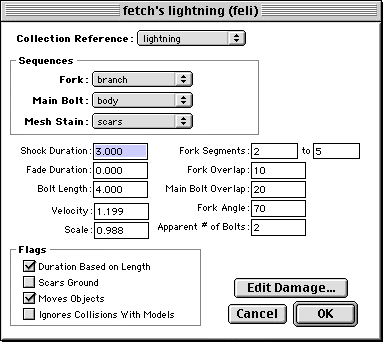 fetch's lightning (feli)
Collection Reference: lightning
Sequences
Fork: branch
Main Bolt: body
Mesh Stain: scars
Shock Duration: 3.000 Fork Segments: 2 to 5
Fade Duration: 0.000 Fork Overlap: 10
Bolt Length: 4.000 Main Bolt Overlap: 20
Velocity: 1.199 Fork Angle: 70
Scale: 0.988 Apparent # of Bolts: 2
Flags
Duration Based on Length
Scars Ground
Moves Objects
Ignores Collisions With Models
Edit Damage...
Cancel OK